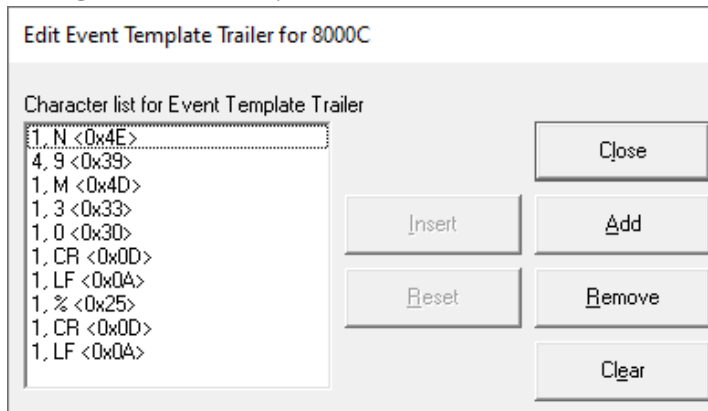 Edit Event Template Trailer for 8000C
Character list for Event Template Trailer
1, N <0x4E>
4, 9 <0x39>
1, M <0x4D>
1, 3 <0x33>
1, 0 <0x30>
1, CR <0x0D>
1, LF <0x0A>
1, % <0x25>
1, CR <0x0D>
1, LF <0x0A>
Close
Insert
Add
Reset
Remove
Clear